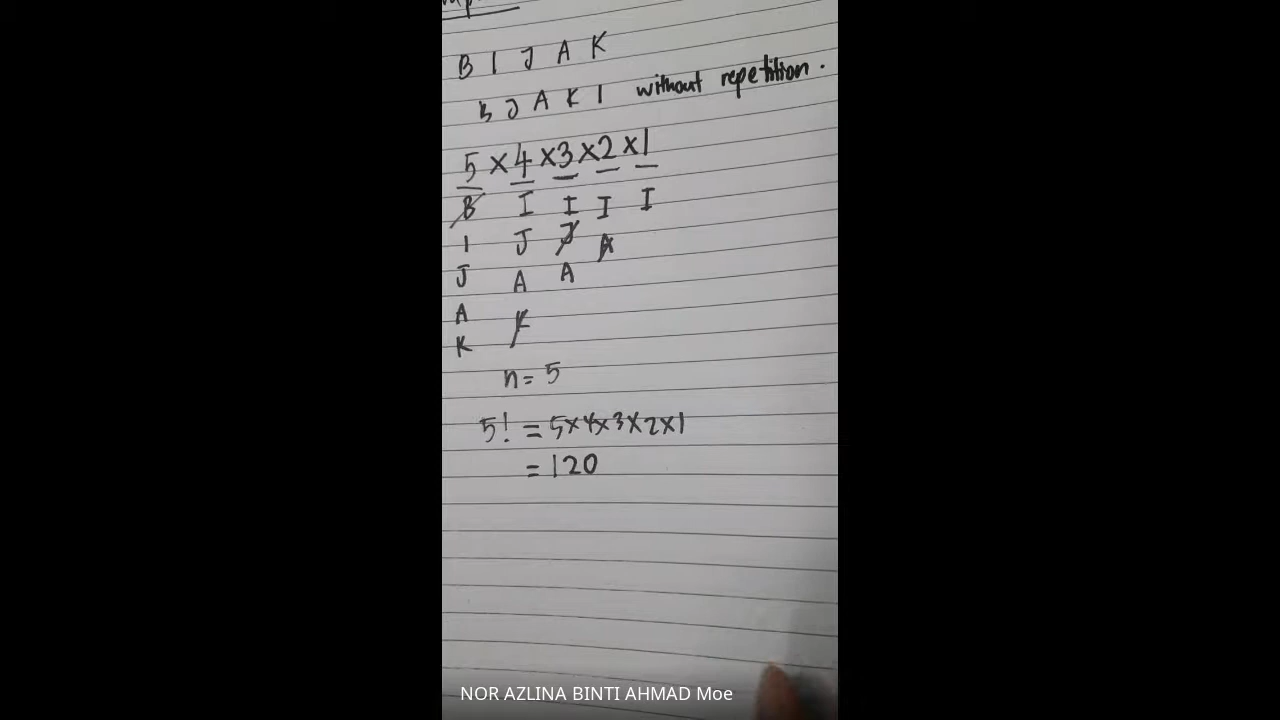 B I J A K
B J A K I without repetition.
5 × 4 × 3 × 2 × 1
B I I I I
I J J A
J A A
A K
K
n = 5
5! = 5×4×3×2×1
= 120
NOR AZLINA BINTI AHMAD Moe